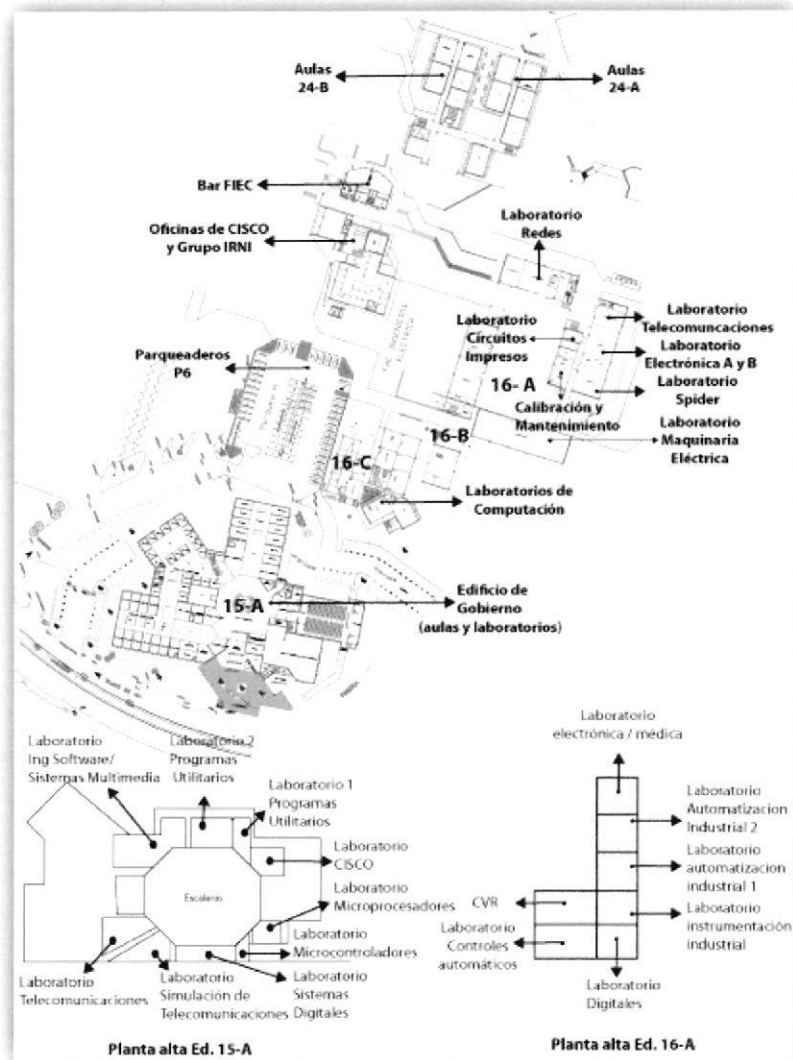 Aulas
24-B
Aulas
24-A
Bar FIEC
Oficinas de CISCO
y Grupo IRNI
Laboratorio
Redes
Parqueaderos
P6
Laboratorio
Circuitos
Impresos
Laboratorio
Telecomuncaciones
Laboratorio
Electrónica A y B
Laboratorio
Spider
16- A
Calibración y
Mantenimiento
Laboratorio
Maquinaria
Eléctrica
16-B
16-C
Laboratorios de
Computación
15-A
Edificio de
Gobierno
(aulas y laboratorios)
Laboratorio
Ing Software/
Sistemas Multimedia
Laboratorio 2
Programas
Utilitarios
Laboratorio 1
Programas
Utilitarios
Laboratorio
CISCO
Laboratorio
Microprocesadores
Laboratorio
Microcontroladores
Laboratorio
Sistemas
Digitales
Laboratorio
Simulación de
Telecomunicaciones
Laboratorio
Telecomunicaciones
Escaleras
Planta alta Ed. 15-A
Laboratorio
electrónica / médica
Laboratorio
Automatizacion
Industrial 2
Laboratorio
automatizacion
industrial 1
Laboratorio
instrumentación
industrial
CVR
Laboratorio
Controles
automáticos
Laboratorio
Digitales
Planta alta Ed. 16-A